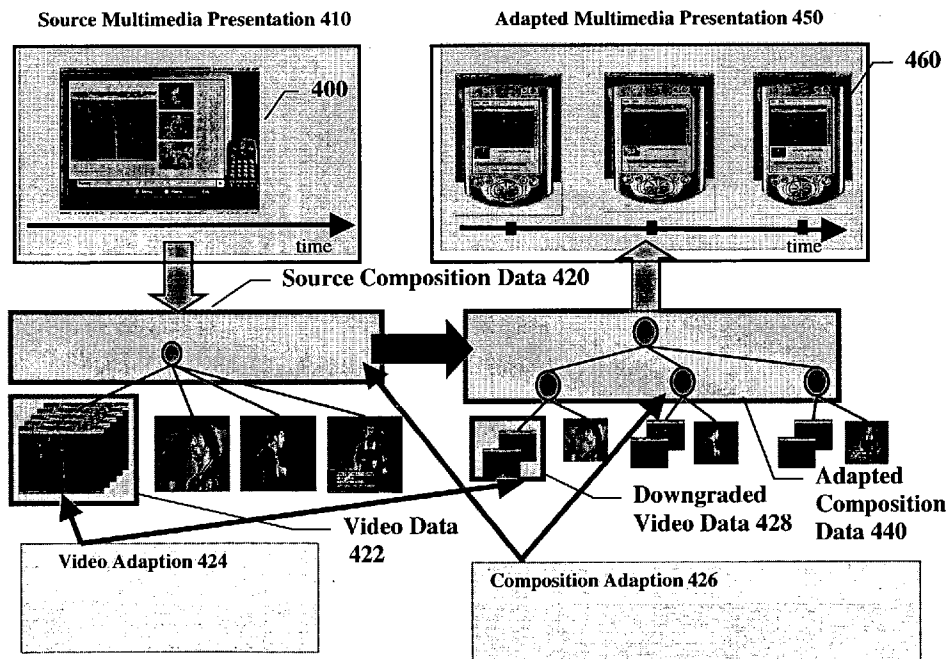 Source Multimedia Presentation 410
Adapted Multimedia Presentation 450
400
460
time
time
Source Composition Data 420
Downgraded
Video Data 428
Adapted
Composition
Data 440
Video Data
422
Video Adaption 424
Composition Adaption 426